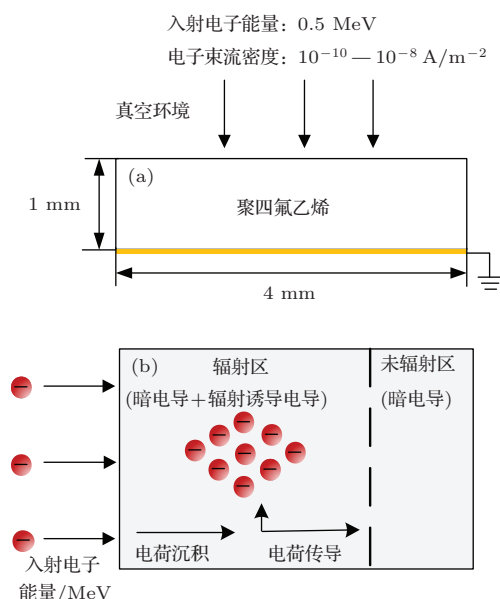 入射电子能量：0.5 MeV
电子束流密度：10⁻¹⁰ — 10⁻⁸ A/m⁻²
真空环境
(a)
1 mm
聚四氟乙烯
4 mm
(b)
辐射区
未辐射区
(暗电导+辐射诱导电导)
(暗电导)
电荷沉积
电荷传导
入射电子
能量/MeV